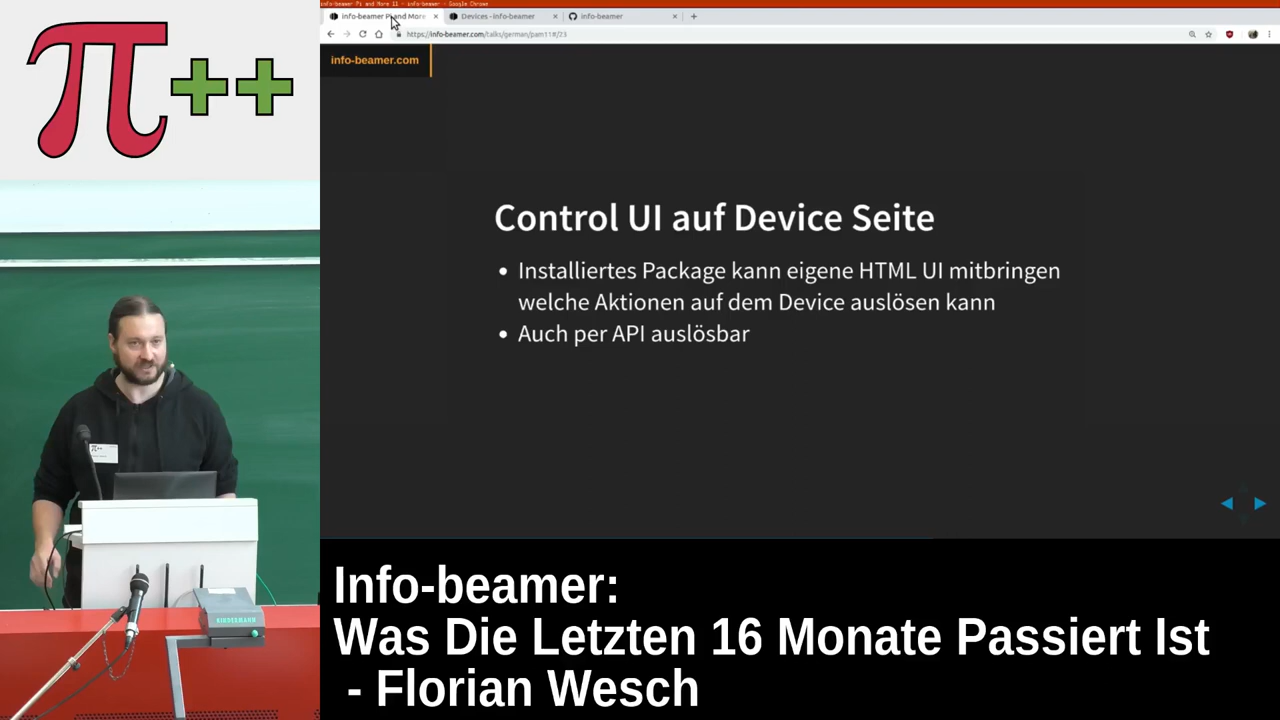 π++
info-beamer Pi and More 11 - info-beamer - Google Chrome
info-beamer Pi and More
Devices - info-beamer
info-beamer
https://info-beamer.com/talks/german/pam11#/23
info-beamer.com
Control UI auf Device Seite
• Installiertes Package kann eigene HTML UI mitbringen
welche Aktionen auf dem Device auslösen kann
• Auch per API auslösbar
π++
KINDERMANN
Info-beamer:
Was Die Letzten 16 Monate Passiert Ist
- Florian Wesch